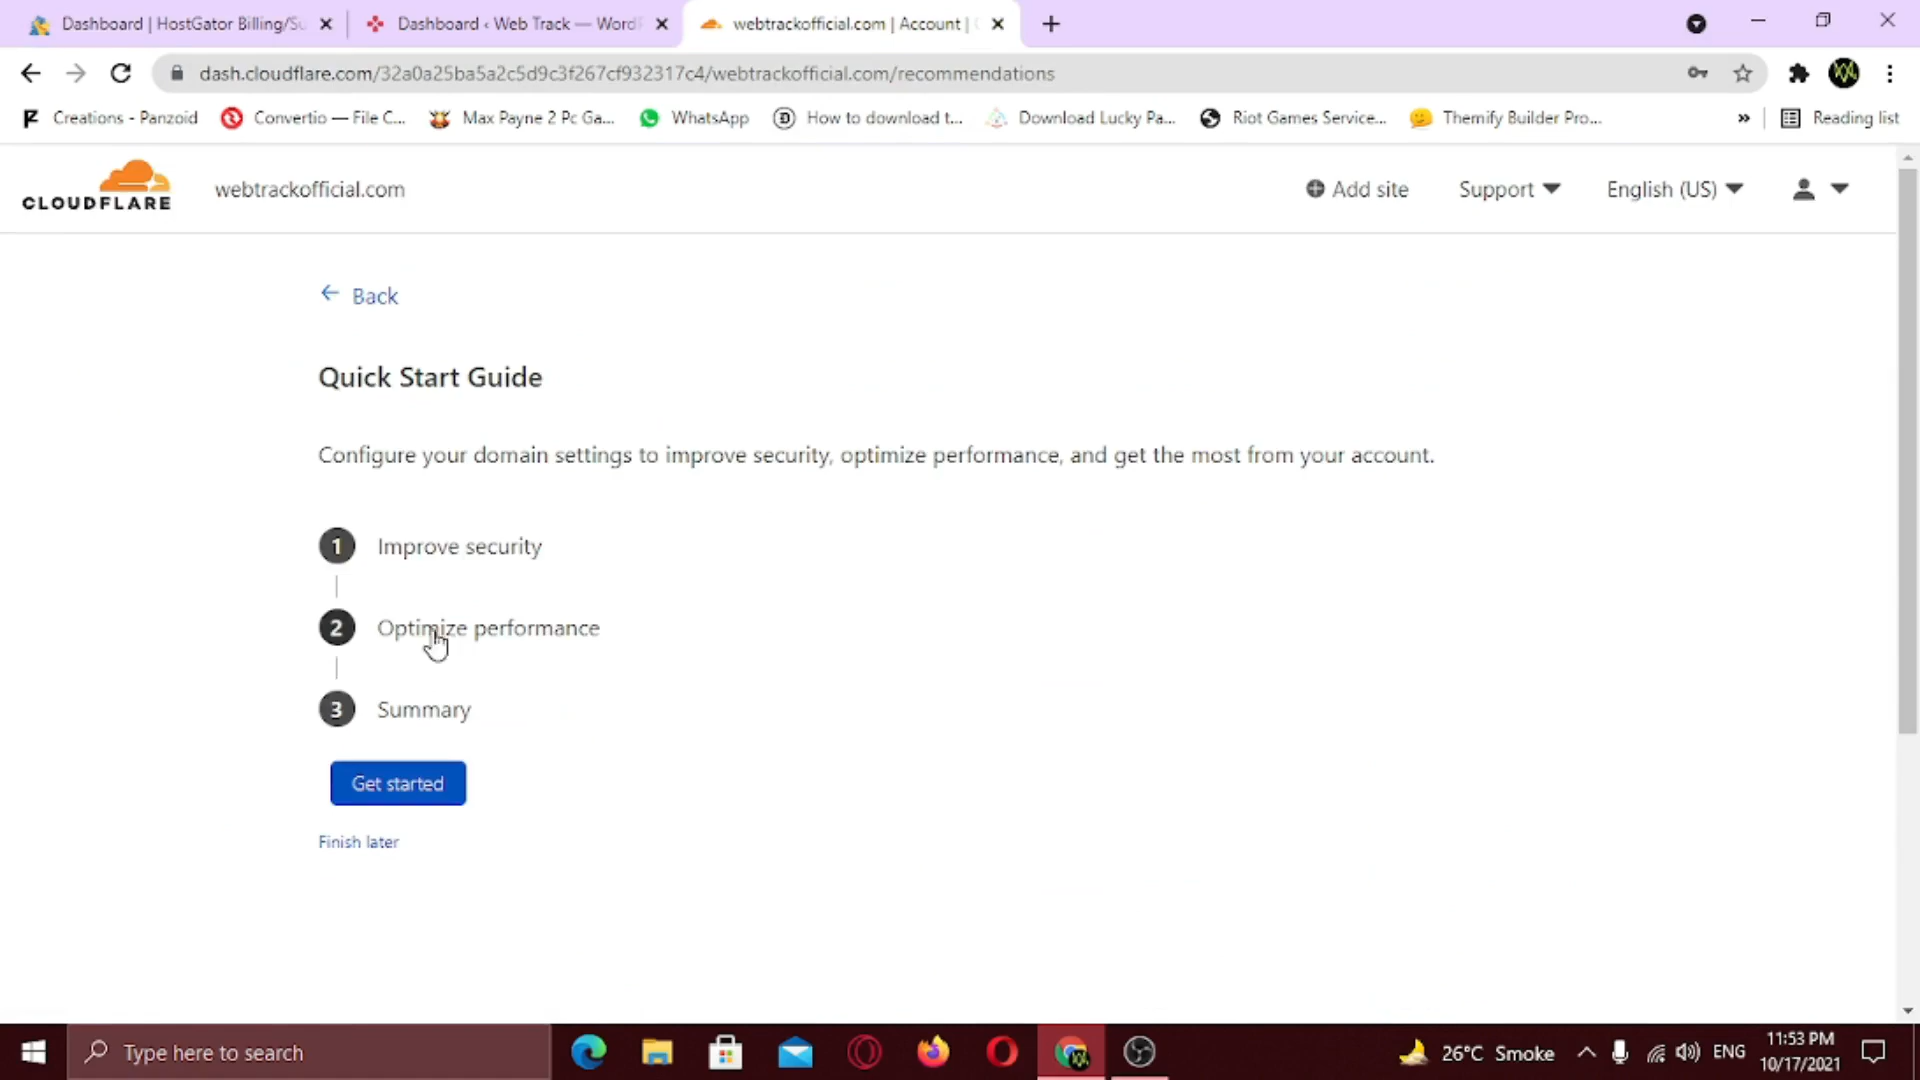 Dashboard | HostGator Billing/Su
Dashboard ‹ Web Track — Word
webtrackofficial.com | Account |
dash.cloudflare.com/32a0a25ba5a2c5d9c3f267cf932317c4/webtrackofficial.com/recommendations
Creations - Panzoid
Convertio — File C...
Max Payne 2 Pc Ga...
WhatsApp
How to download t...
Download Lucky Pa...
Riot Games Service...
Themify Builder Pro...
»
Reading list
CLOUDFLARE
webtrackofficial.com
Add site
Support
English (US)
Back
Quick Start Guide
Configure your domain settings to improve security, optimize performance, and get the most from your account.
1 Improve security
2 Optimize performance
3 Summary
Get started
Finish later
Type here to search
26°C Smoke
ENG
11:53 PM
10/17/2021